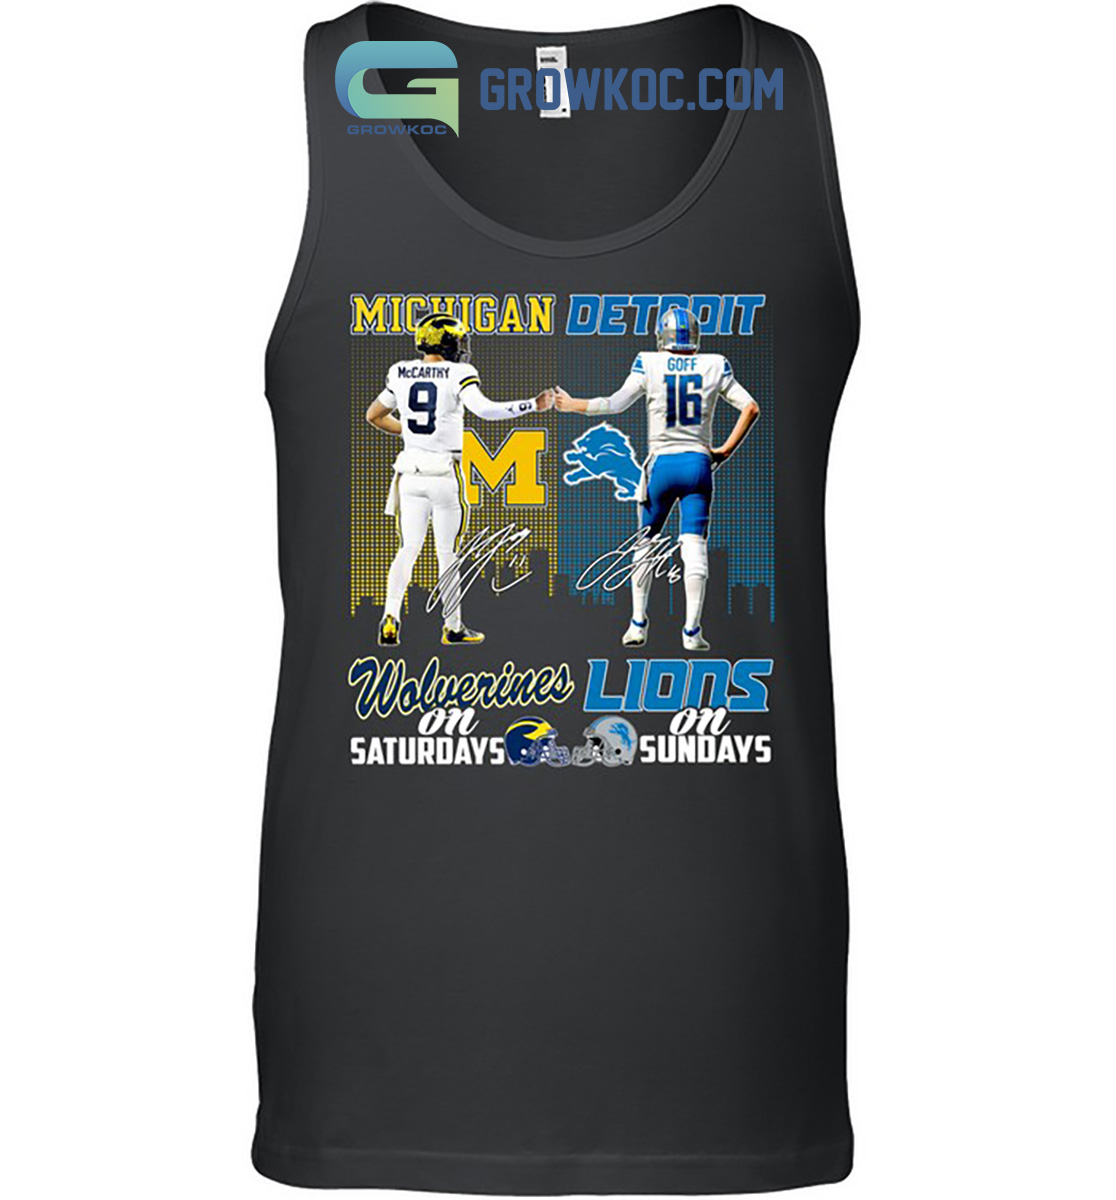 GROWKOC
GROWKOC.COM
MICHIGAN DETROIT
McCARTHY
9
GOFF
16
M
Wolverines LIONS
on on
SATURDAYS SUNDAYS